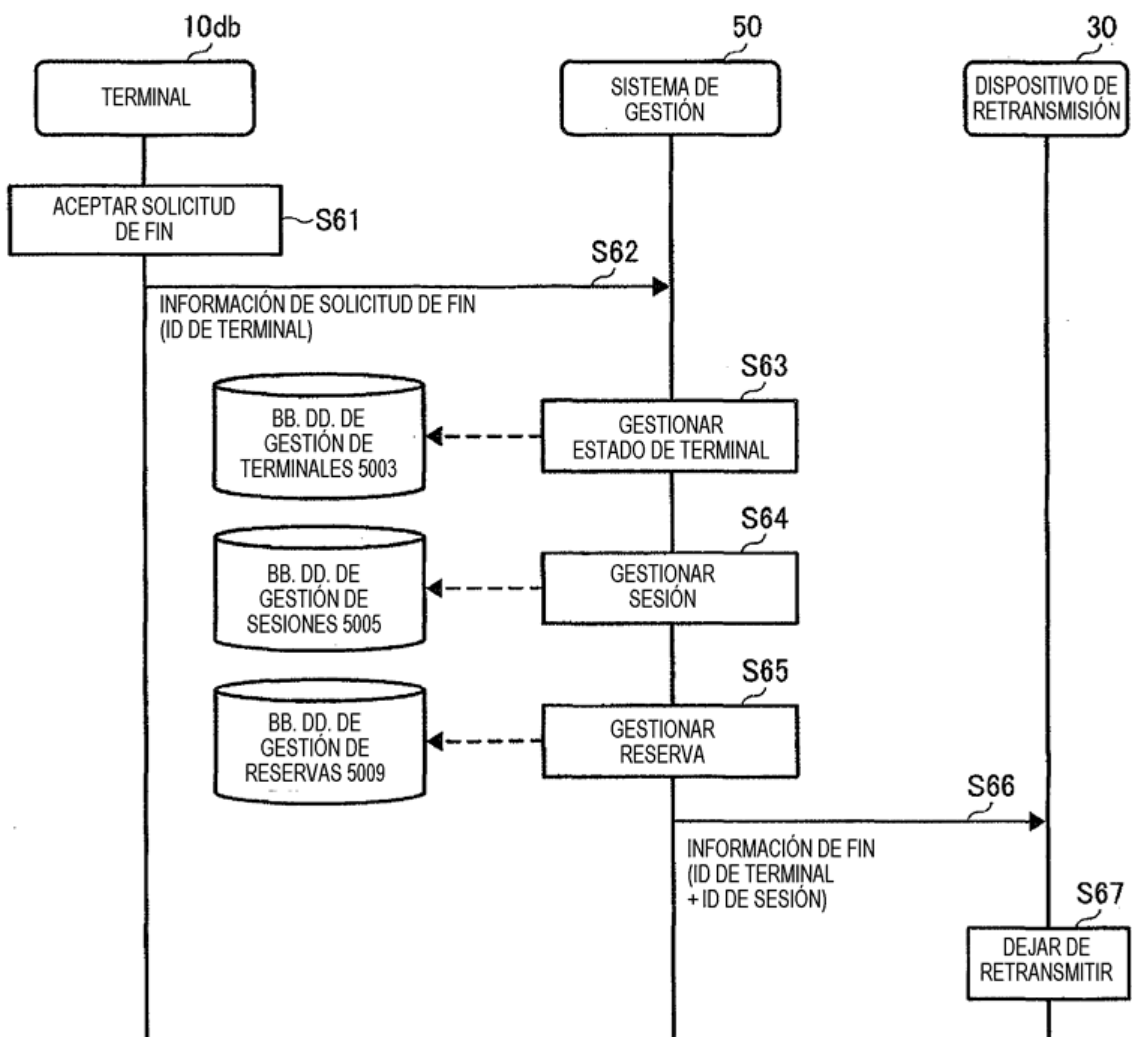 10db
50
30
TERMINAL
SISTEMA DE
GESTIÓN
DISPOSITIVO DE
RETRANSMISIÓN
ACEPTAR SOLICITUD
DE FIN
S61
S62
INFORMACIÓN DE SOLICITUD DE FIN
(ID DE TERMINAL)
S63
BB. DD. DE
GESTIÓN DE
TERMINALES 5003
GESTIONAR
ESTADO DE TERMINAL
S64
BB. DD. DE
GESTIÓN DE
SESIONES 5005
GESTIONAR
SESIÓN
S65
BB. DD. DE
GESTIÓN DE
RESERVAS 5009
GESTIONAR
RESERVA
S66
INFORMACIÓN DE FIN
(ID DE TERMINAL
+ ID DE SESIÓN)
S67
DEJAR DE
RETRANSMITIR